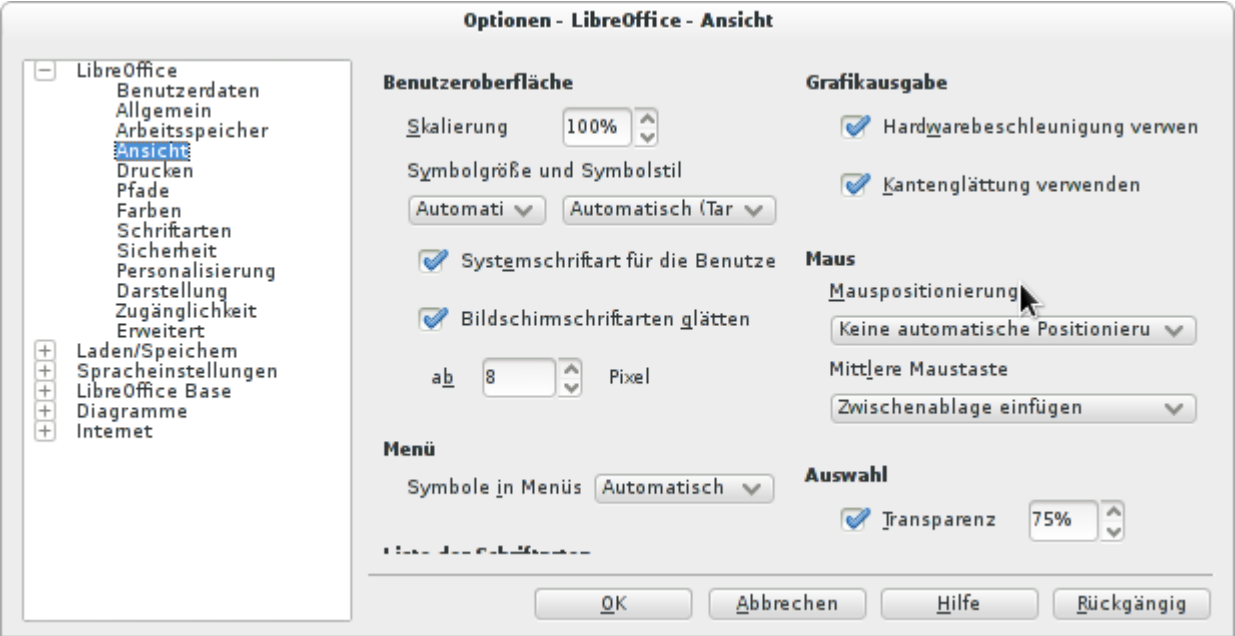 Optionen - LibreOffice - Ansicht
LibreOffice
Benutzerdaten
Allgemein
Arbeitsspeicher
Ansicht
Drucken
Pfade
Farben
Schriftarten
Sicherheit
Personalisierung
Darstellung
Zugänglichkeit
Erweitert
Laden/Speichern
Spracheinstellungen
LibreOffice Base
Diagramme
Internet
Benutzeroberfläche
Skalierung 100%
Symbolgröße und Symbolstil
Automati Automatisch (Tar
Systemschriftart für die Benutze
Bildschirmschriftarten glätten
ab 8 Pixel
Menü
Symbole in Menüs Automatisch
Liste der Schriftarten
Grafikausgabe
Hardwarebeschleunigung verwen
Kantenglättung verwenden
Maus
Mauspositionierung
Keine automatische Positionieru
Mittlere Maustaste
Zwischenablage einfügen
Auswahl
Transparenz 75%
OK Abbrechen Hilfe Rückgängig